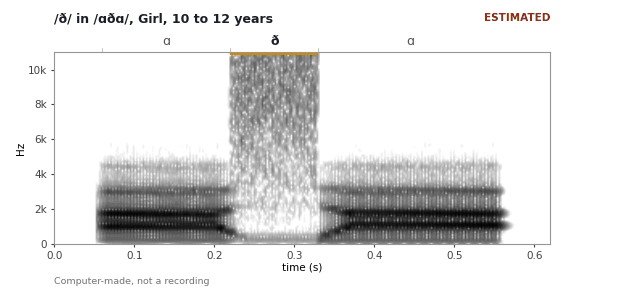 /ð/ in /ɑðɑ/, Girl, 10 to 12 years
ESTIMATED
ɑ ð ɑ
10k
8k
6k
4k
2k
0
Hz
0.0 0.1 0.2 0.3 0.4 0.5 0.6
time (s)
Computer-made, not a recording